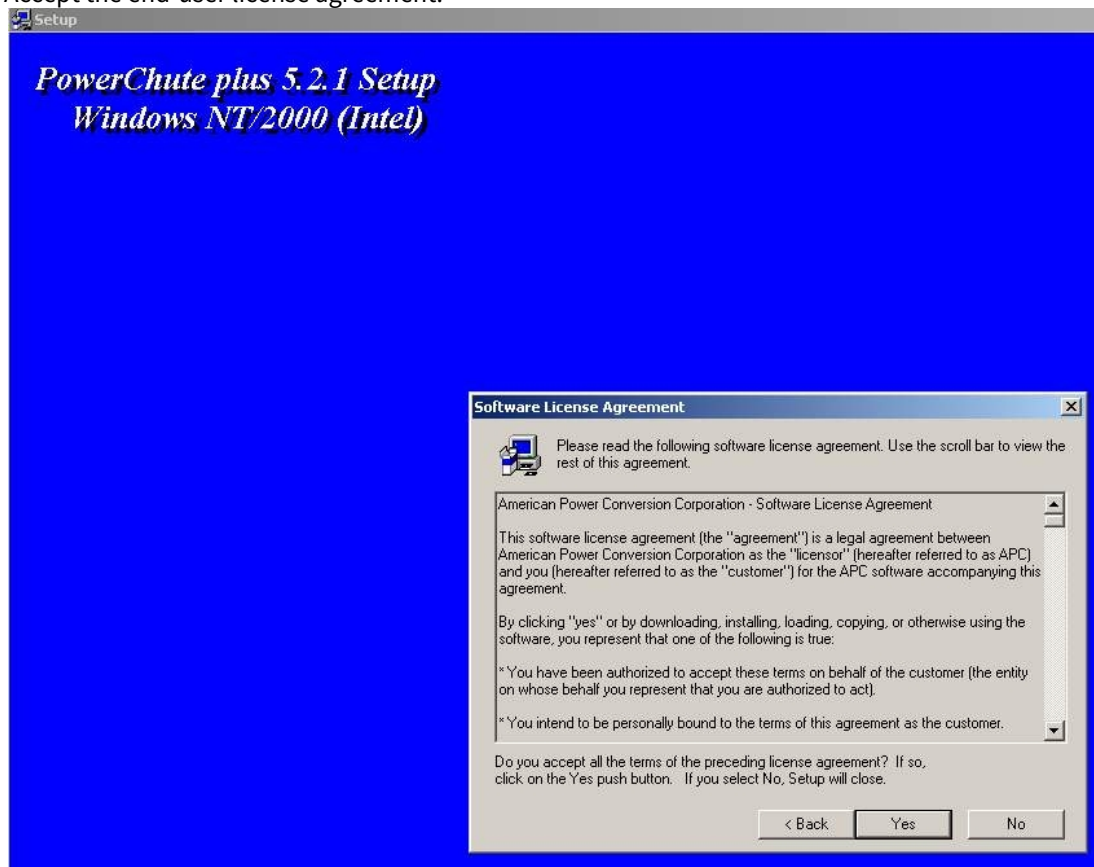 Accept the end-user license agreement.
Setup
PowerChute plus 5.2.1 Setup
Windows NT/2000 (Intel)
Software License Agreement
Please read the following software license agreement. Use the scroll bar to view the
rest of this agreement.
American Power Conversion Corporation - Software License Agreement
This software license agreement (the "agreement") is a legal agreement between
American Power Conversion Corporation as the "licensor" (hereafter referred to as APC)
and you (hereafter referred to as the "customer") for the APC software accompanying this
agreement.
By clicking "yes" or by downloading, installing, loading, copying, or otherwise using the
software, you represent that one of the following is true:
* You have been authorized to accept these terms on behalf of the customer (the entity
on whose behalf you represent that you are authorized to act).
* You intend to be personally bound to the terms of this agreement as the customer.
Do you accept all the terms of the preceding license agreement? If so,
click on the Yes push button. If you select No, Setup will close.
< Back
Yes
No